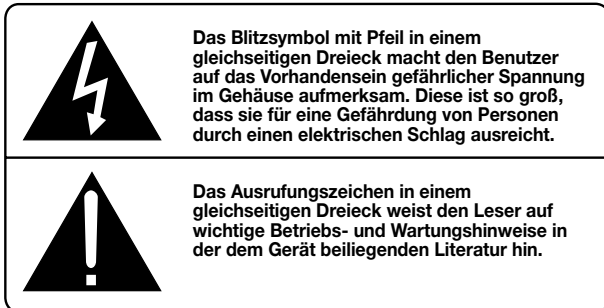 Das Blitzsymbol mit Pfeil in einem
gleichseitigen Dreieck macht den Benutzer
auf das Vorhandensein gefährlicher Spannung
im Gehäuse aufmerksam. Diese ist so groß,
dass sie für eine Gefährdung von Personen
durch einen elektrischen Schlag ausreicht.
Das Ausrufungszeichen in einem
gleichseitigen Dreieck weist den Leser auf
wichtige Betriebs- und Wartungshinweise in
der dem Gerät beiliegenden Literatur hin.